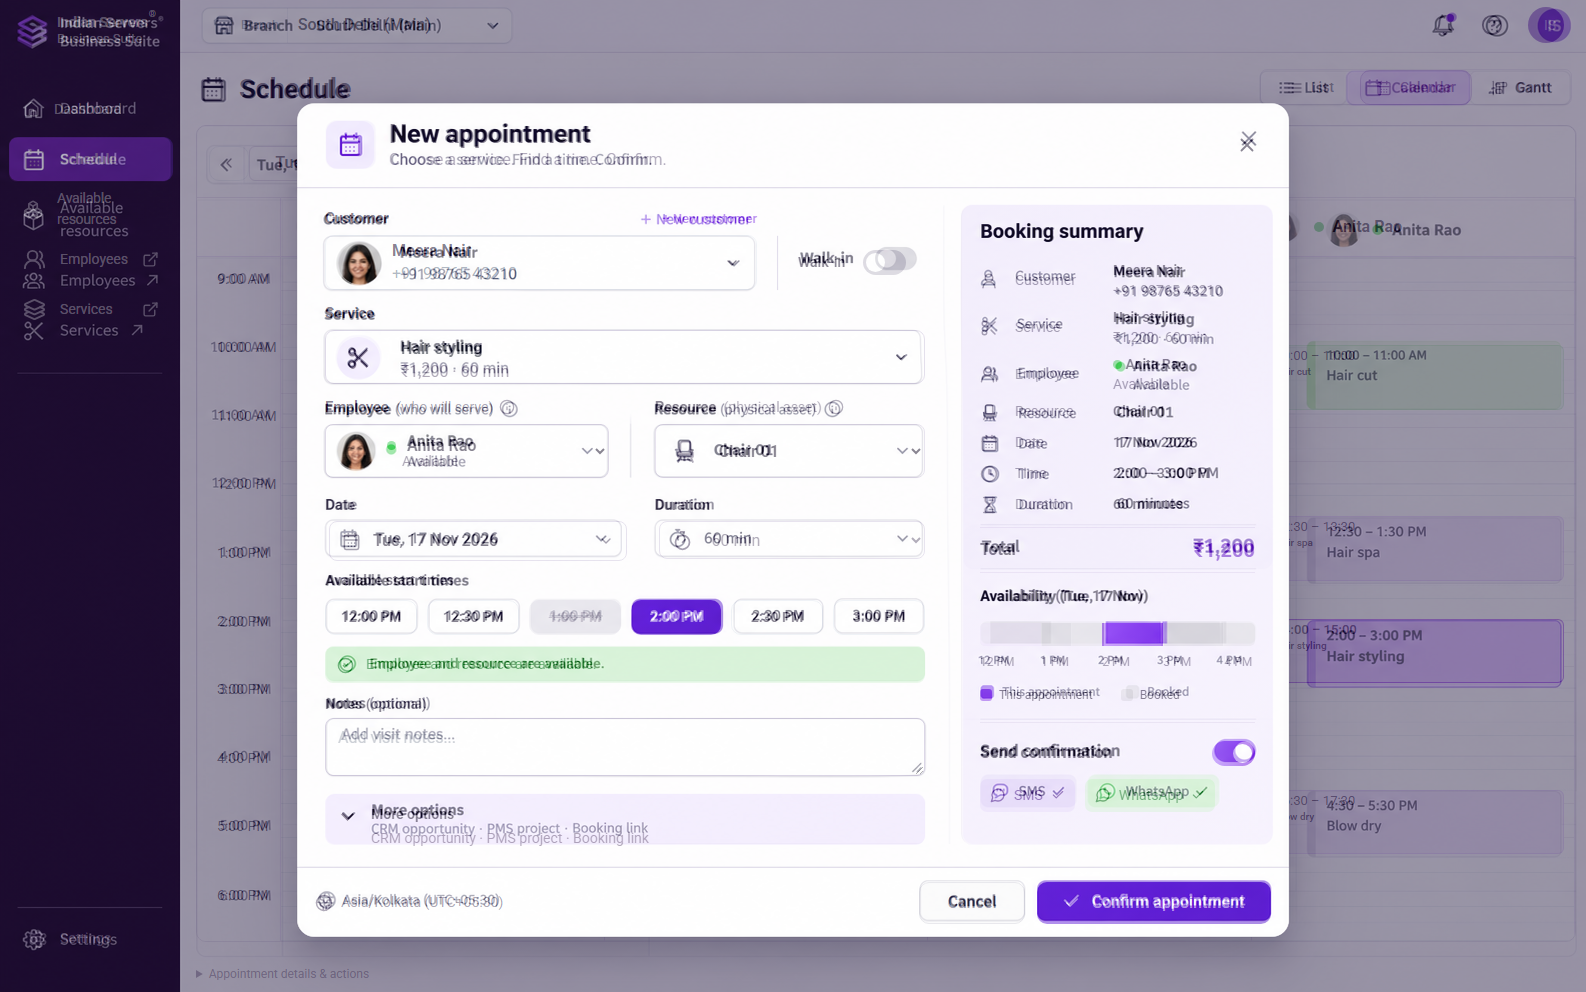 Indian Servers®
Business Suite
Branch South Delhi (Main)
Dashboard
Schedule
Available
resources
Employees
Services
Settings
Schedule
List
Calendar
Gantt
Tue,
Anita Rao
9:00 AM
10:00 AM
11:00 AM
12:00 PM
1:00 PM
2:00 PM
3:00 PM
4:00 PM
5:00 PM
6:00 PM
10:00 – 11:00 AM
Hair cut
12:30 – 1:30 PM
Hair spa
2:00 – 3:00 PM
Hair styling
4:30 – 5:30 PM
Blow dry
Appointment details & actions
New appointment
Choose a service. Find a time. Confirm.
Customer
+ New customer
Meera Nair
+91 98765 43210
Walk-in
Service
Hair styling
₹1,200 · 60 min
Employee (who will serve)
Resource (physical asset)
Anita Rao
Available
Chair 01
Date
Duration
Tue, 17 Nov 2026
60 min
Available start times
12:00 PM
12:30 PM
1:00 PM
2:00 PM
2:30 PM
3:00 PM
Employee and resource are available.
Notes (optional)
Add visit notes...
More options
CRM opportunity · PMS project · Booking link
Booking summary
Customer
Meera Nair
+91 98765 43210
Service
Hair styling
₹1,200 · 60 min
Employee
Anita Rao
Available
Resource
Chair 01
Date
17 Nov 2026
Time
2:00 – 3:00 PM
Duration
60 minutes
Total
₹1,200
Availability (Tue, 17 Nov)
12 PM
1 PM
2 PM
3 PM
4 PM
This appointment
Booked
Send confirmation
SMS
WhatsApp
Asia/Kolkata (UTC+05:30)
Cancel
Confirm appointment